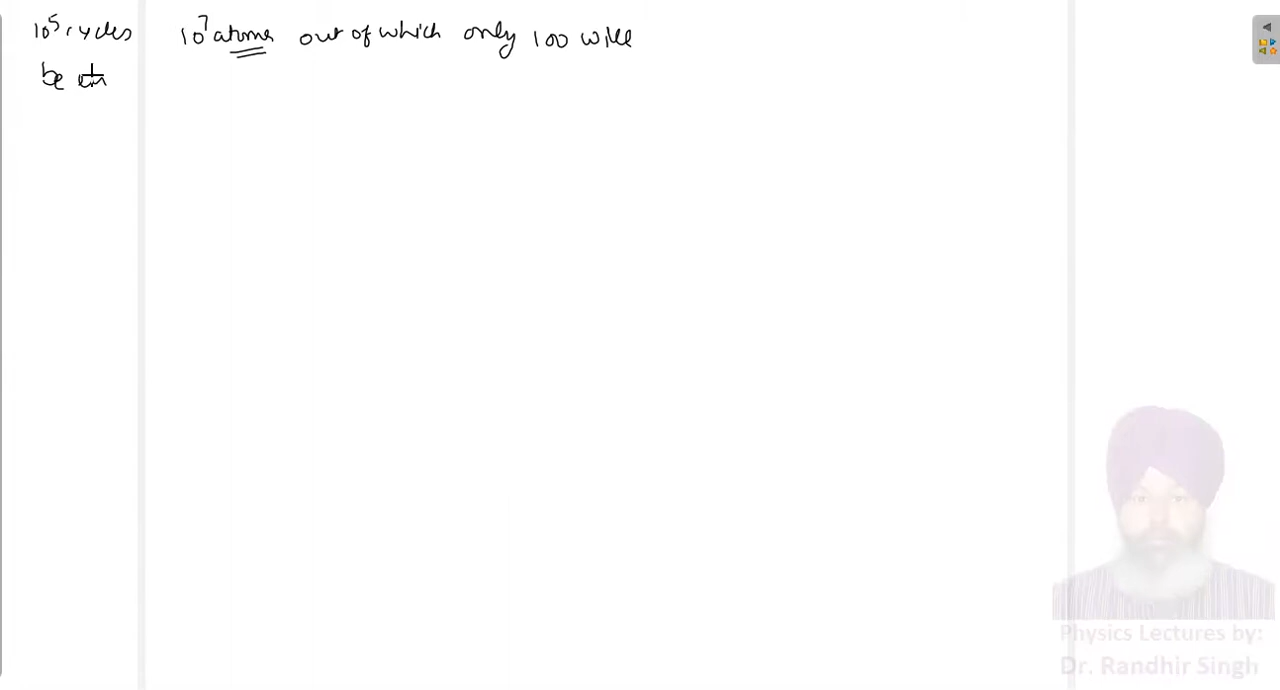 10⁵ cycles 10⁷ atoms out of which only 100 will
be
Physics Lectures by:
Dr. Randhir Singh